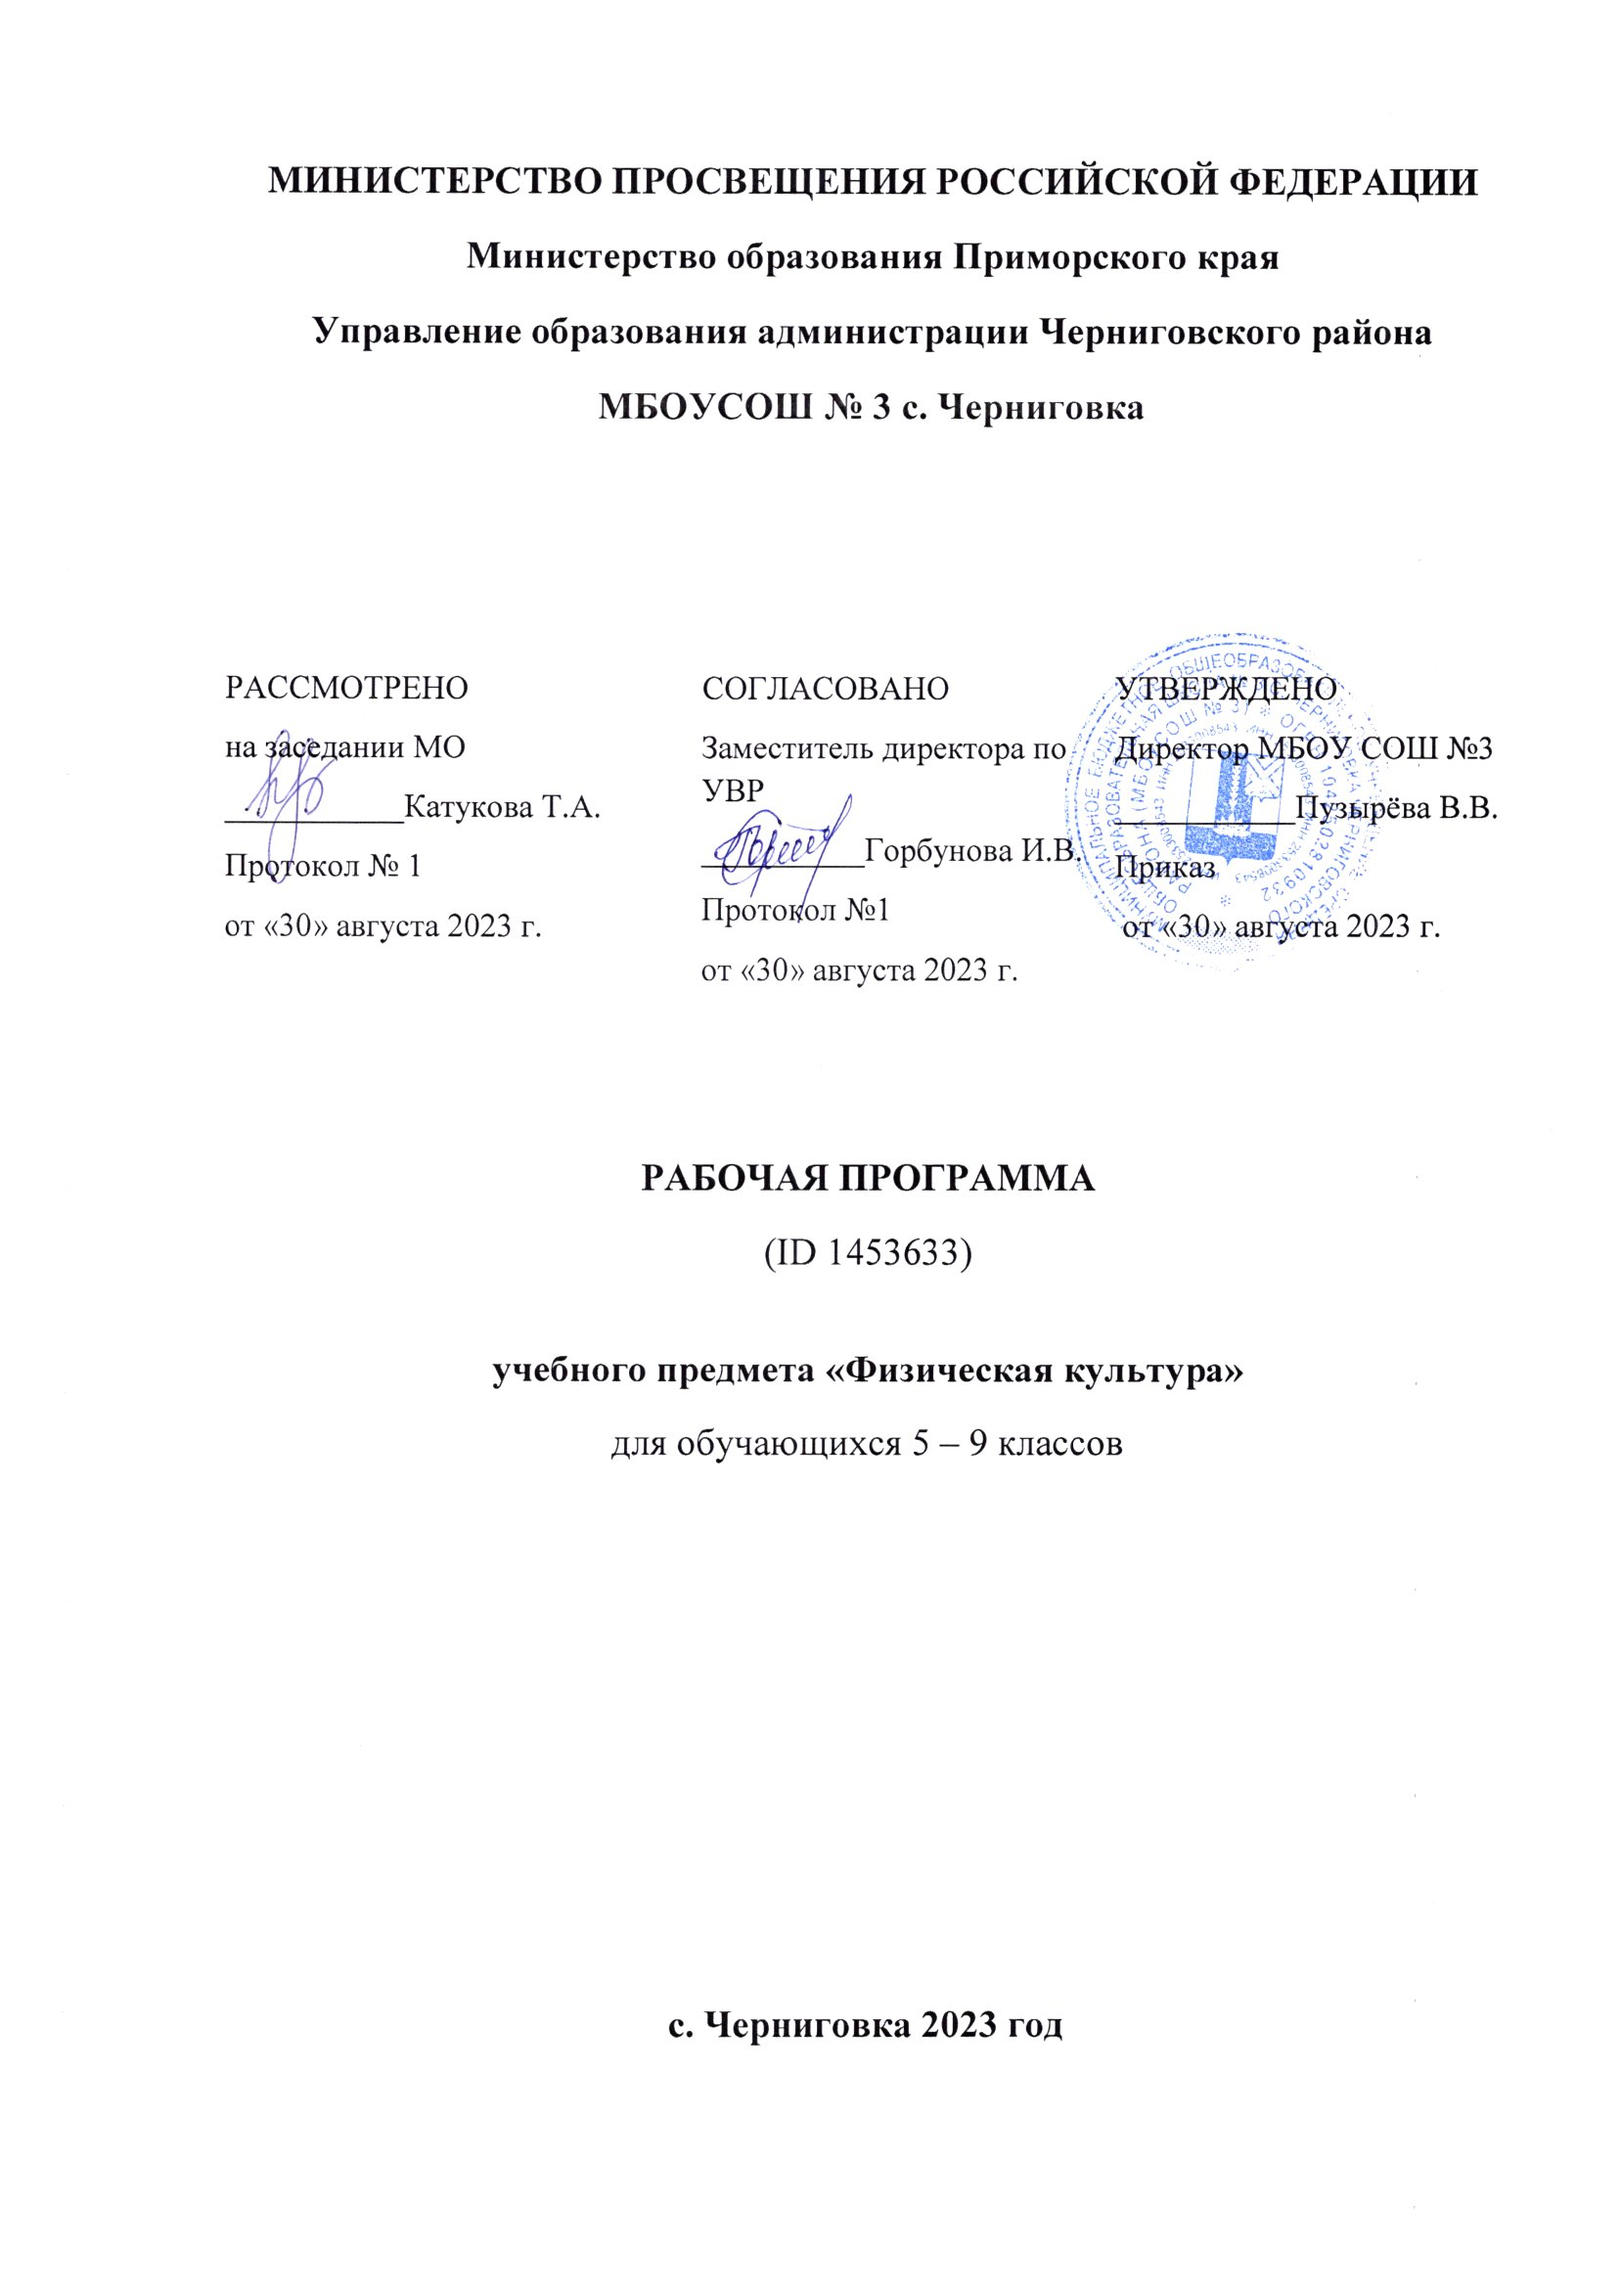 МИНИСТЕРСТВО ПРОСВЕЩЕНИЯ РОССИЙСКОЙ ФЕДЕРАЦИИ
Министерство образования Приморского края
Управление образования администрации Черниговского района
МБОУСОШ № 3 с. Черниговка
РАССМОТРЕНО
на заседании МО
____________Катукова Т.А.
Протокол № 1
от «30» августа 2023 г.
СОГЛАСОВАНО
Заместитель директора по
УВР
___________Горбунова И.В.
Протокол №1
от «30» августа 2023 г.
УТВЕРЖДЕНО
Директор МБОУ СОШ №3
____________Пузырёва В.В.
Приказ
от «30» августа 2023 г.
РАБОЧАЯ ПРОГРАММА
(ID 1453633)
учебного предмета «Физическая культура»
для обучающихся 5 – 9 классов
с. Черниговка 2023 год